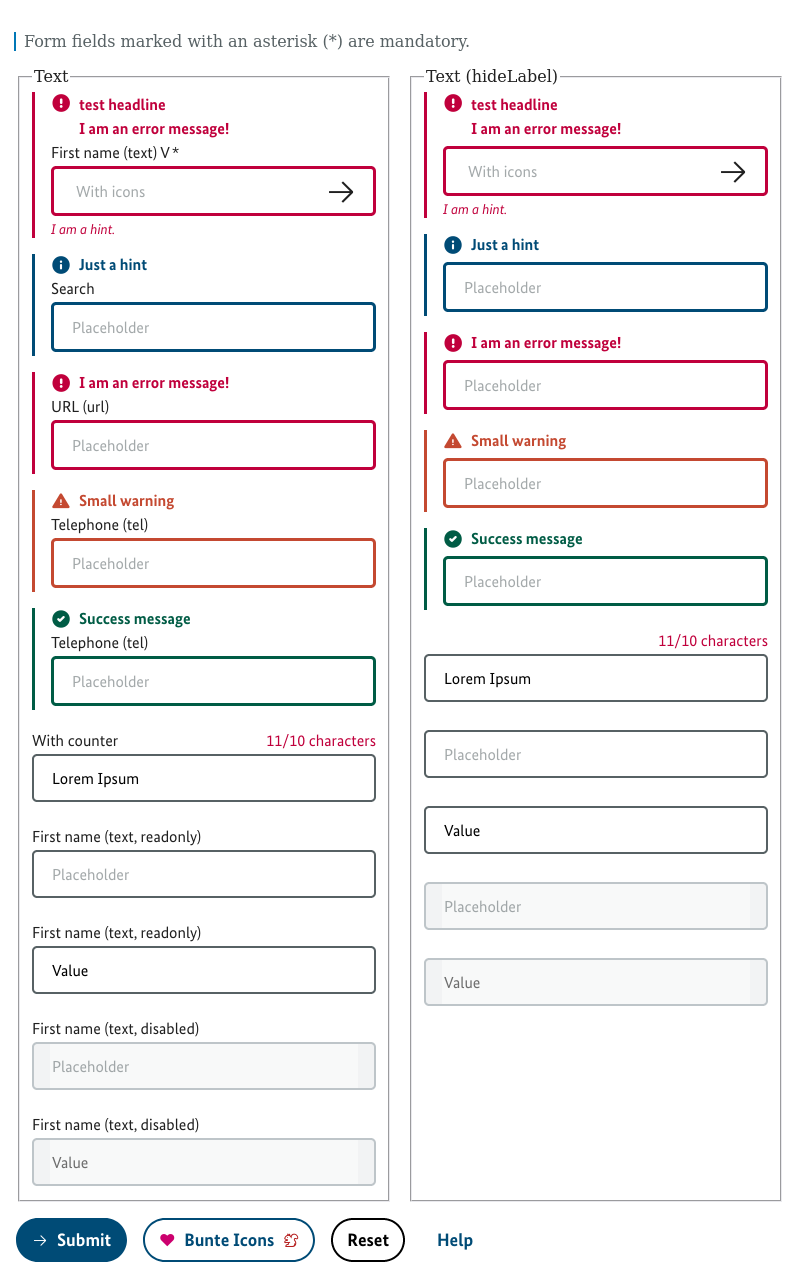 Form fields marked with an asterisk (*) are mandatory.
Text
test headline
I am an error message!
First name (text) V *
With icons
I am a hint.
Just a hint
Search
Placeholder
I am an error message!
URL (url)
Placeholder
Small warning
Telephone (tel)
Placeholder
Success message
Telephone (tel)
Placeholder
With counter 11/10 characters
Lorem Ipsum
First name (text, readonly)
Placeholder
First name (text, readonly)
Value
First name (text, disabled)
Placeholder
First name (text, disabled)
Value
Text (hideLabel)
test headline
I am an error message!
With icons
I am a hint.
Just a hint
Placeholder
I am an error message!
Placeholder
Small warning
Placeholder
Success message
Placeholder
11/10 characters
Lorem Ipsum
Placeholder
Value
Placeholder
Value
Submit Bunte Icons Reset Help